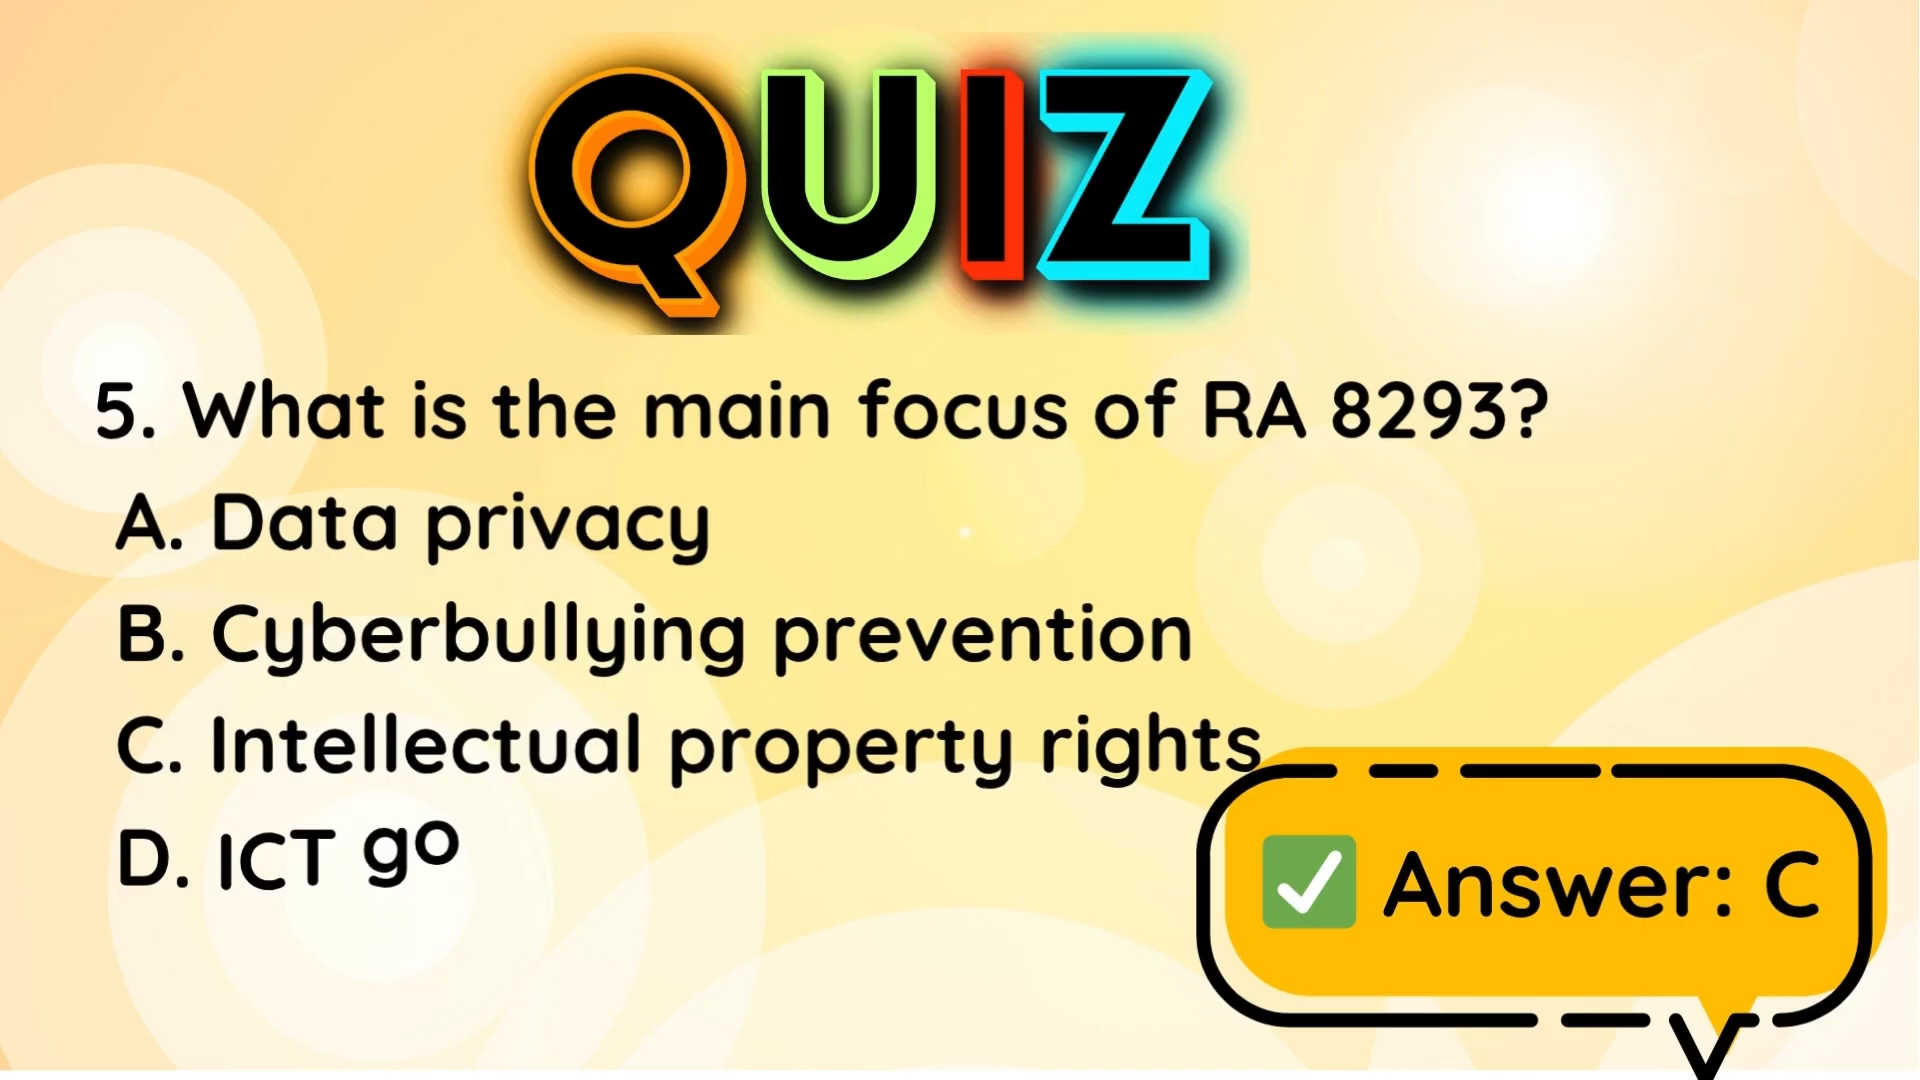 QUIZ
5. What is the main focus of RA 8293?
A. Data privacy
B. Cyberbullying prevention
C. Intellectual property rights
D. ICT go
✅ Answer: C